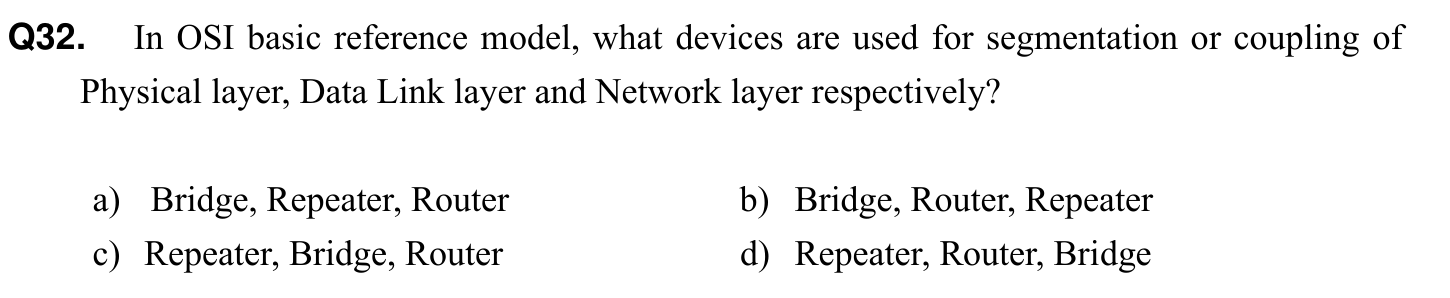 Q32. In OSI basic reference model, what devices are used for segmentation or coupling of
Physical layer, Data Link layer and Network layer respectively?
a) Bridge, Repeater, Router b) Bridge, Router, Repeater
c) Repeater, Bridge, Router d) Repeater, Router, Bridge